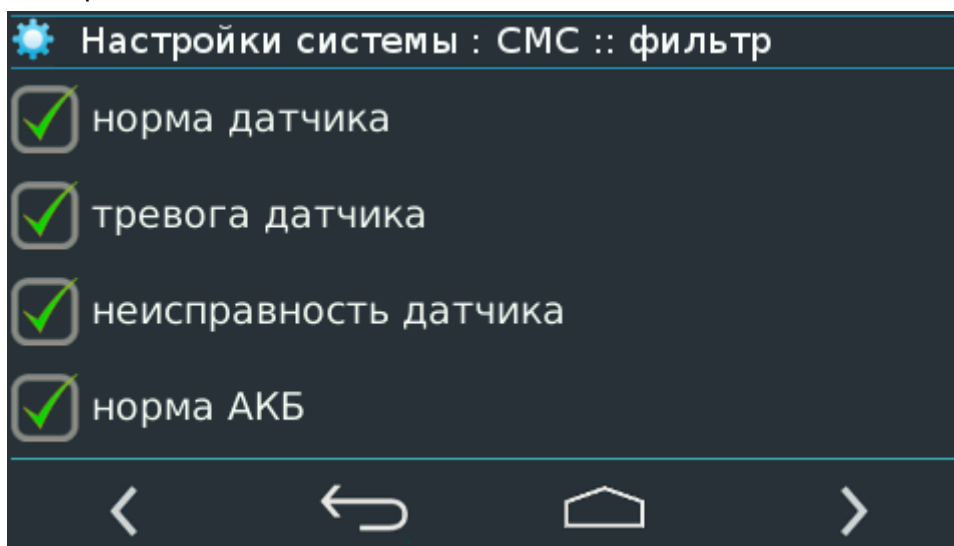 Настройки системы : СМС :: фильтр
норма датчика
тревога датчика
неисправность датчика
норма АКБ